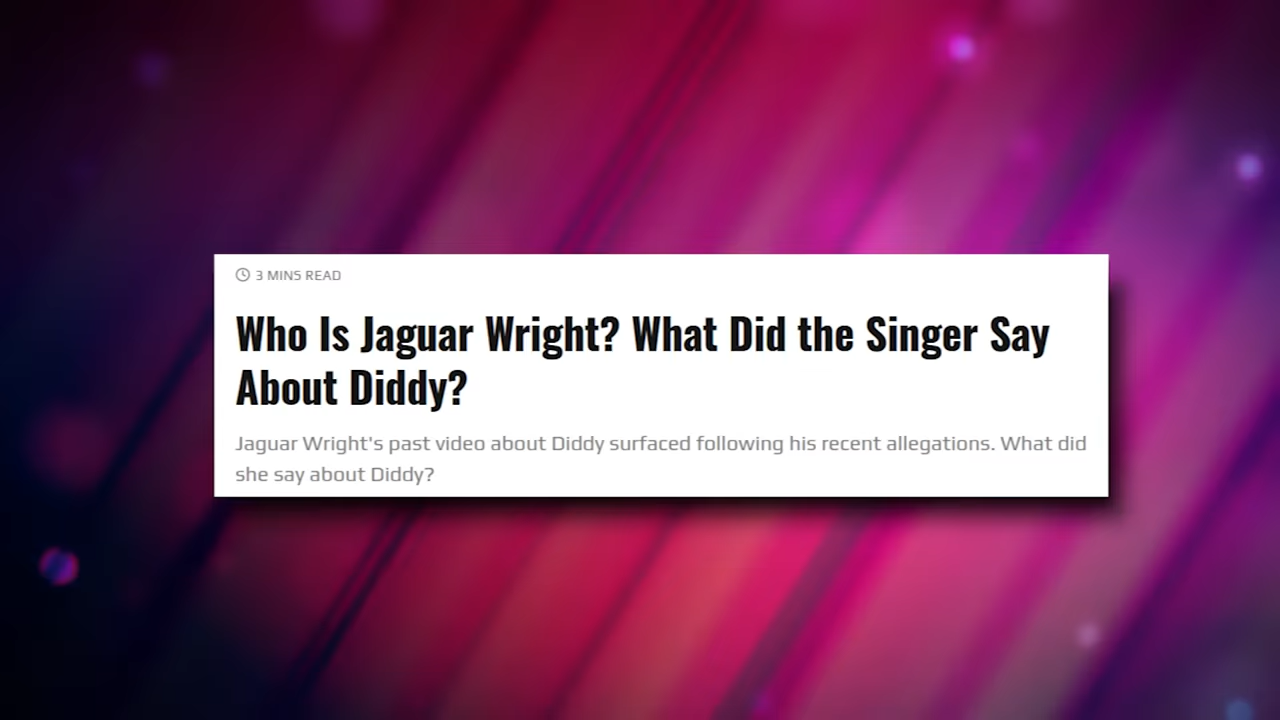 3 MINS READ
Who Is Jaguar Wright? What Did the Singer Say
About Diddy?
Jaguar Wright's past video about Diddy surfaced following his recent allegations. What did
she say about Diddy?